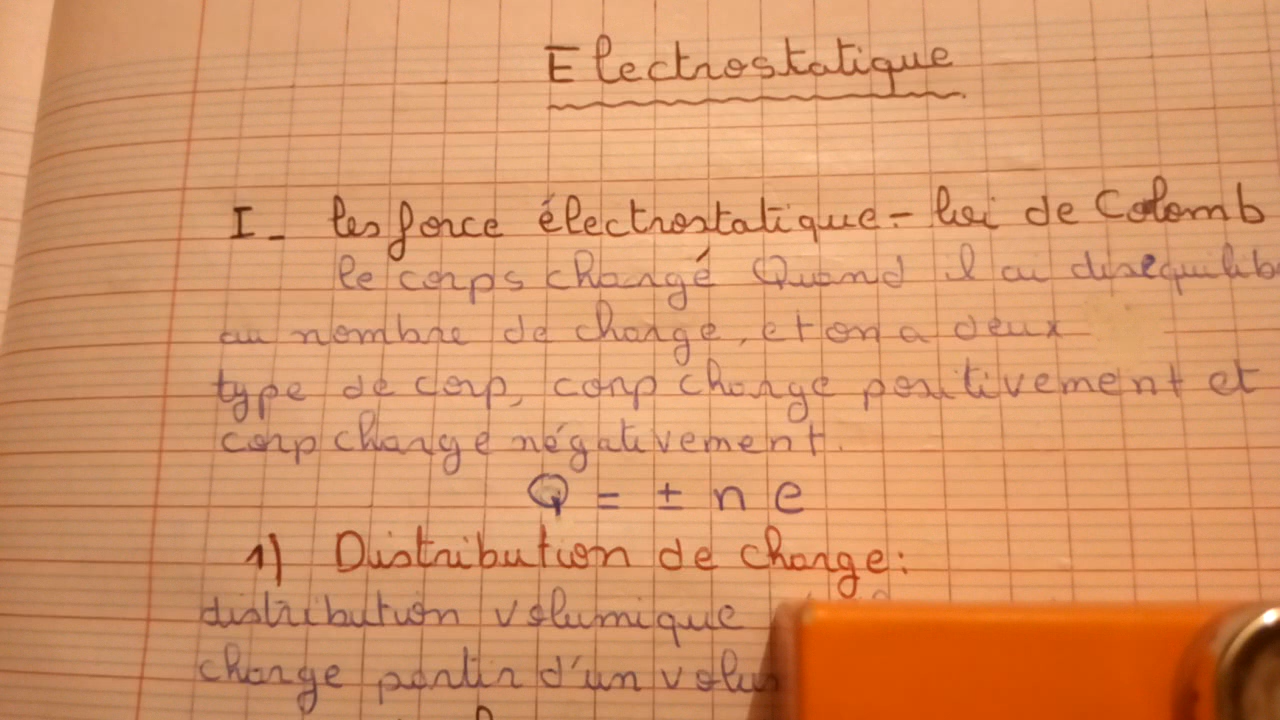 Electrostatique
I- les force électrostatique - Loi de Colomb
le corps chargé Quand il au disequilib
au nombre de charge, et on a deux
type de corp, corp charge positivement et
corp charge négativement.
Q = ± n e
1) Distribution de charge:
distribution volumique
charge partir d'un volu